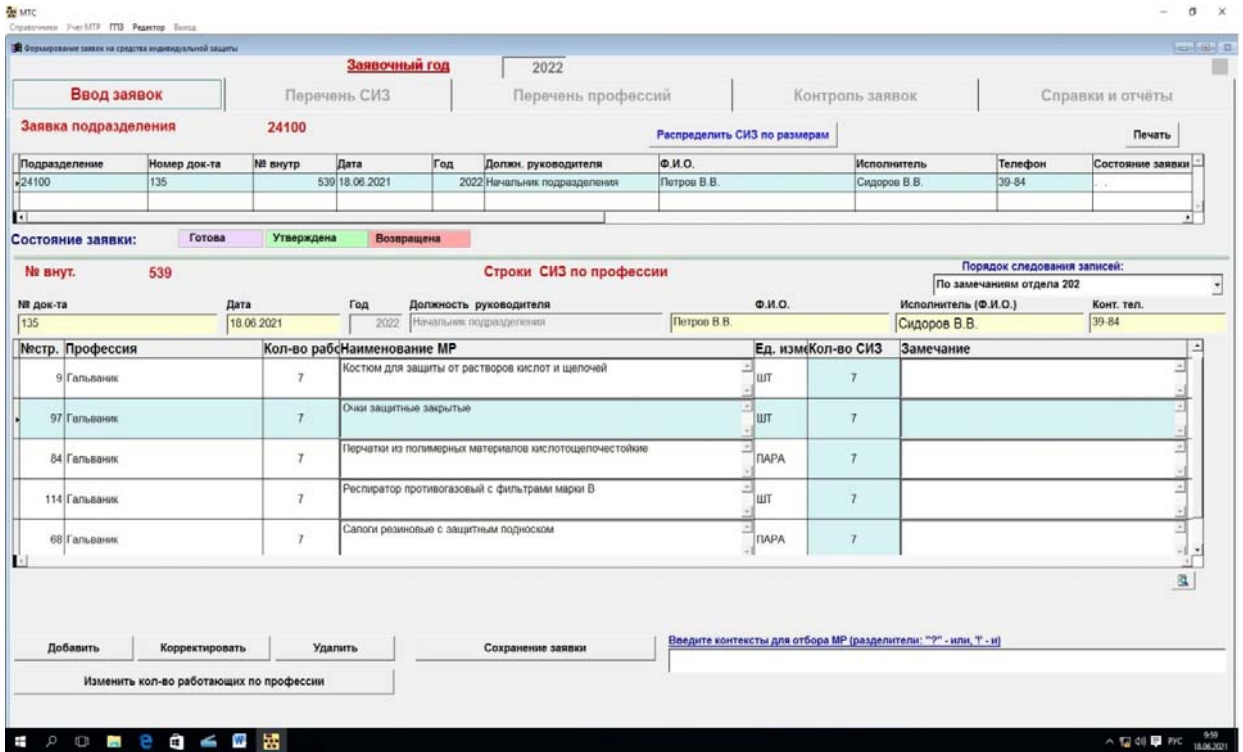 МТС
Справочники Учет МТР ГПЗ Редактор Выход
Формирование заявок на средства индивидуальной защиты
Заявочный год 2022
Ввод заявок Перечень СИЗ Перечень профессий Контроль заявок Справки и отчёты
Заявка подразделения 24100 Распределить СИЗ по размерам Печать
Подразделение Номер док-та № внутр Дата Год Должн. руководителя Ф.И.О. Исполнитель Телефон Состояние заявки
24100 135 539 18.06.2021 2022 Начальник подразделения Петров В.В. Сидоров В.В. 39-84 . .
Состояние заявки: Готова Утверждена Возвращена
№ внут. 539 Строки СИЗ по профессии Порядок следования записей:
По замечаниям отдела 202
№ док-та Дата Год Должность руководителя Ф.И.О. Исполнитель (Ф.И.О.) Конт. тел.
135 18.06.2021 2022 Начальник подразделения Петров В.В. Сидоров В.В. 39-84
№стр. Профессия Кол-во рабо Наименование МР Ед. изме Кол-во СИЗ Замечание
9 Гальваник 7 Костюм для защиты от растворов кислот и щелочей ШТ 7
97 Гальваник 7 Очки защитные закрытые ШТ 7
84 Гальваник 7 Перчатки из полимерных материалов кислотощелочестойкие ПАРА 7
114 Гальваник 7 Респиратор противогазовый с фильтрами марки В ШТ 7
68 Гальваник 7 Сапоги резиновые с защитным подноском ПАРА 7
Добавить Корректировать Удалить Сохранение заявки Введите контексты для отбора МР (разделители: "?" - или, "!" - и)
Изменить кол-во работающих по профессии
РУС 9:59
18.06.2021